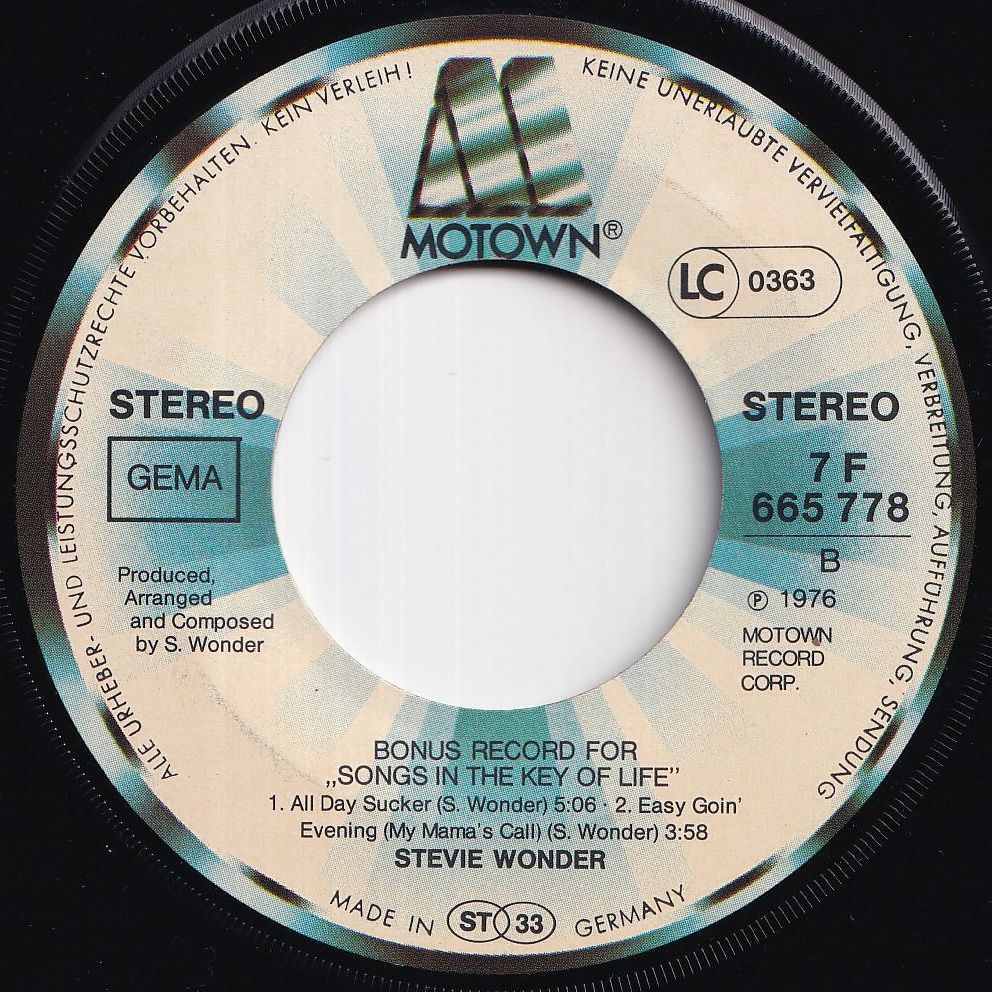 ALLE URHEBER- UND LEISTUNGSSCHUTZRECHTE VORBEHALTEN. KEIN VERLEIH!
KEINE UNERLAUBTE VERVIELFÄLTIGUNG, VERBREITUNG, AUFFÜHRUNG, SENDUNG
MOTOWN®
LC 0363
STEREO
GEMA
Produced,
Arranged
and Composed
by S. Wonder
STEREO
7 F
665 778
B
℗ 1976
MOTOWN
RECORD
CORP.
BONUS RECORD FOR
„SONGS IN THE KEY OF LIFE”
1. All Day Sucker (S. Wonder) 5:06 · 2. Easy Goin'
Evening (My Mama's Call) (S. Wonder) 3:58
STEVIE WONDER
MADE IN ST 33 GERMANY